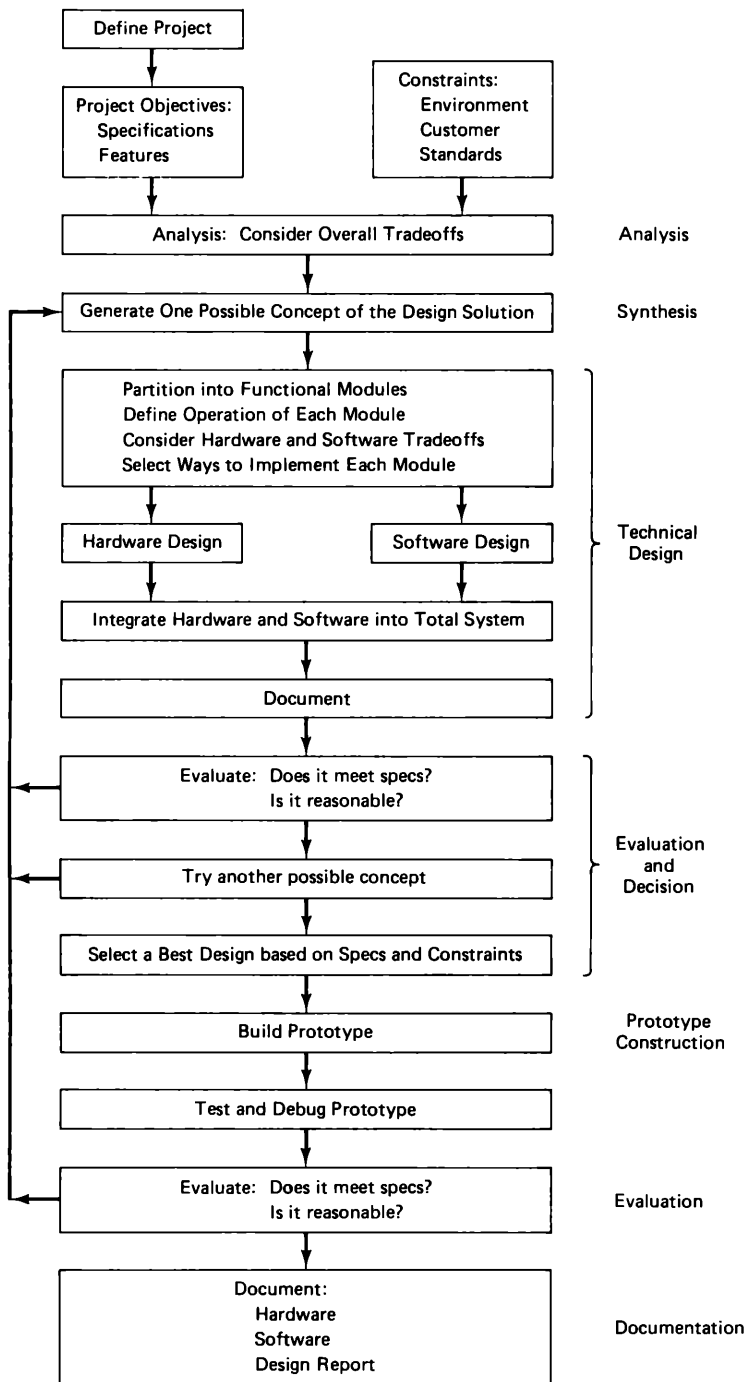 Define Project
Project Objectives:
Specifications
Features
Constraints:
Environment
Customer
Standards
Analysis: Consider Overall Tradeoffs
Analysis
Generate One Possible Concept of the Design Solution
Synthesis
Partition into Functional Modules
Define Operation of Each Module
Consider Hardware and Software Tradeoffs
Select Ways to Implement Each Module
Hardware Design
Software Design
Technical
Design
Integrate Hardware and Software into Total System
Document
Evaluate: Does it meet specs?
Is it reasonable?
Try another possible concept
Evaluation
and
Decision
Select a Best Design based on Specs and Constraints
Build Prototype
Prototype
Construction
Test and Debug Prototype
Evaluate: Does it meet specs?
Is it reasonable?
Evaluation
Document:
Hardware
Software
Design Report
Documentation